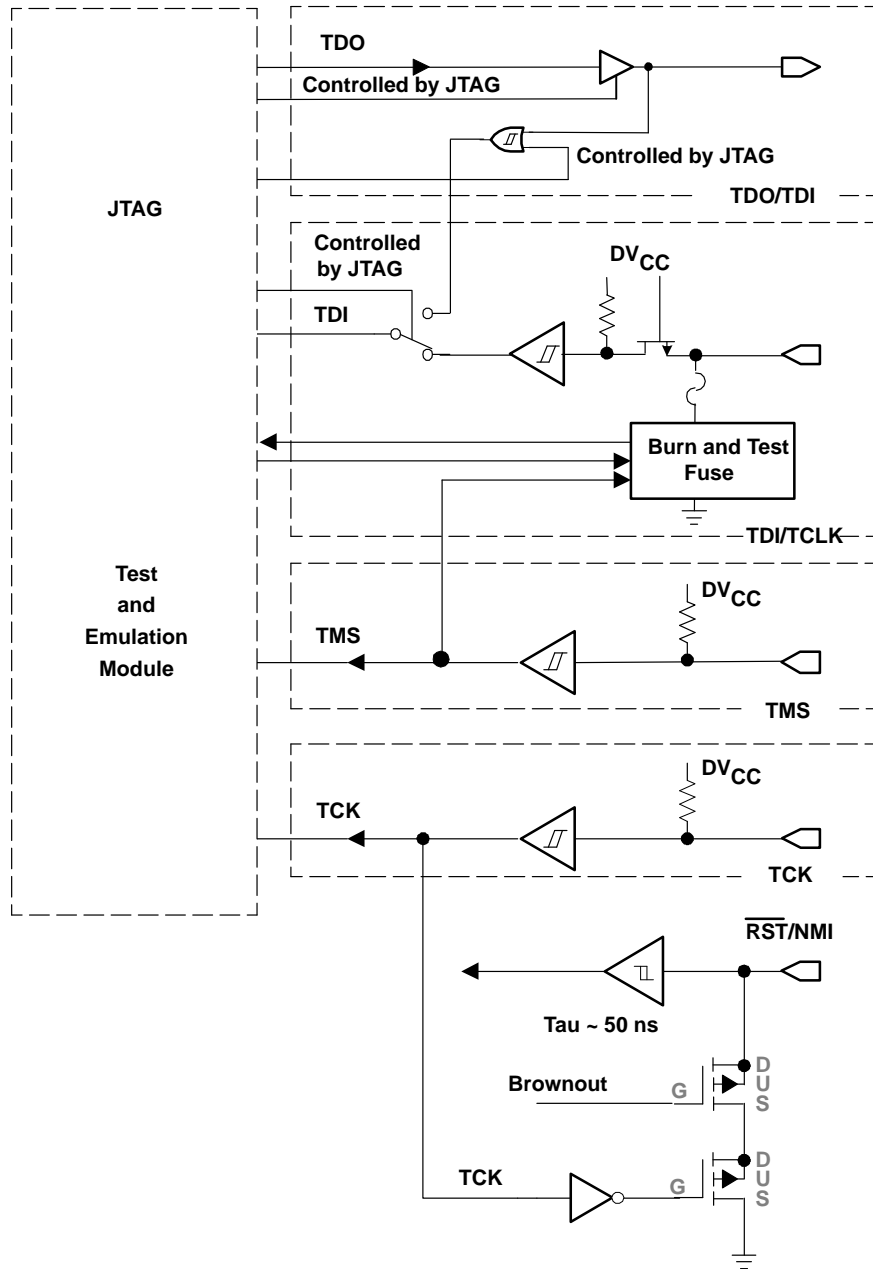 TDO
Controlled by JTAG
Controlled by JTAG
TDO/TDI
JTAG
Controlled
by JTAG
TDI
DVCC
Burn and Test
Fuse
TDI/TCLK
Test
and
Emulation
Module
TMS
DVCC
TMS
TCK
DVCC
TCK
RST/NMI
Tau ~ 50 ns
Brownout
G
D
U
S
TCK
G
D
U
S